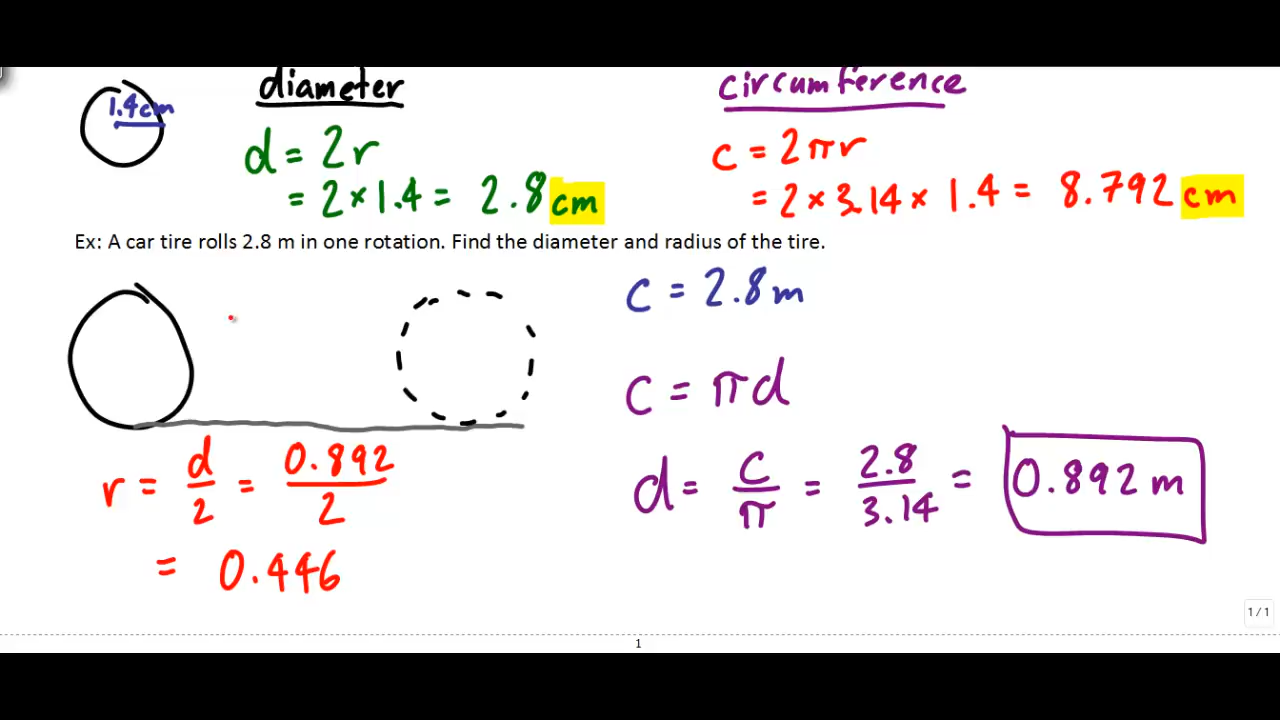 diameter
circumference
1.4cm
d = 2r
= 2 × 1.4 = 2.8 cm
c = 2πr
= 2 × 3.14 × 1.4 = 8.792 cm
Ex: A car tire rolls 2.8 m in one rotation. Find the diameter and radius of the tire.
c = 2.8 m
c = πd
d = c/π = 2.8/3.14 = 0.892 m
r = d/2 = 0.892/2
= 0.446
1 / 1
1